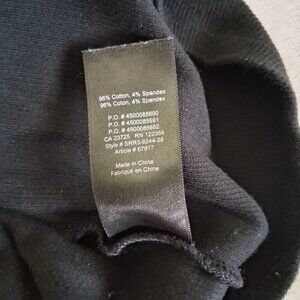 96% Cotton, 4% Spandex
96% Coton, 4% Spandex
P.O. # 4500085690
P.O. # 4500085691
P.O. # 4500085692
CA 23725 RN 122354
Style # SRR3-8244-28
Article # 67617
Made in China
Fabriqué en Chine